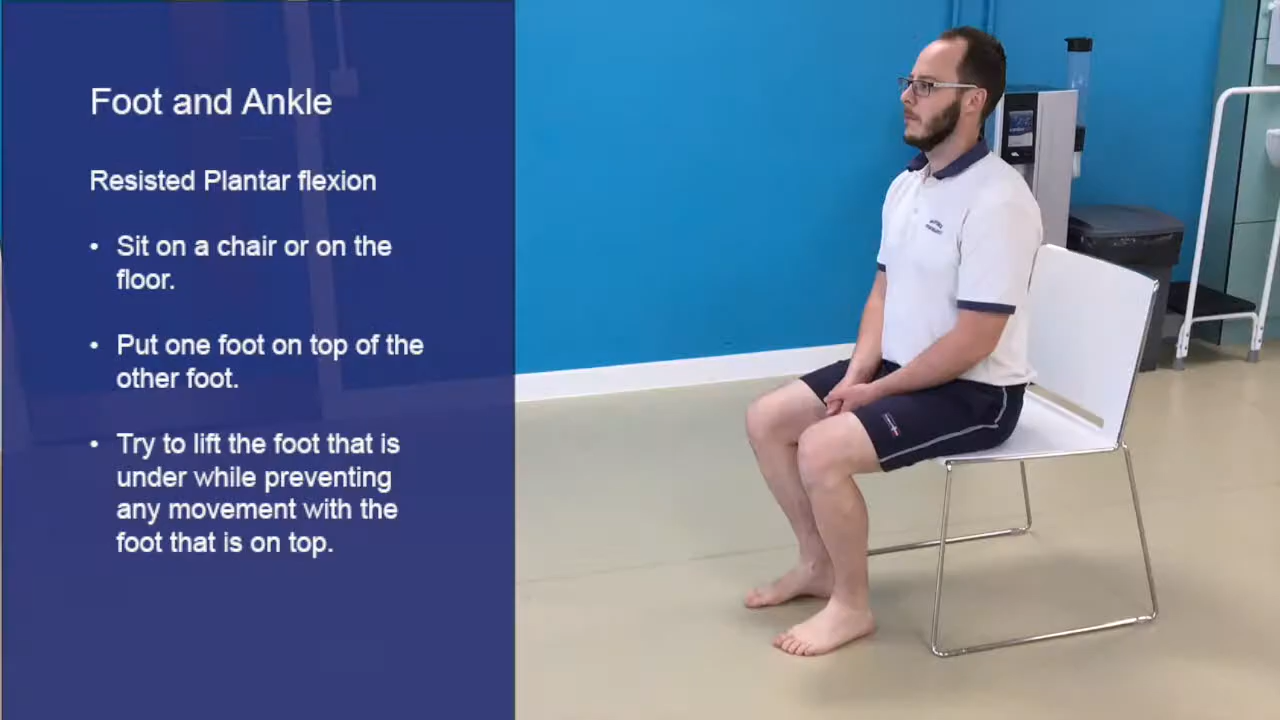 Foot and Ankle
Resisted Plantar flexion
• Sit on a chair or on the
floor.
• Put one foot on top of the
other foot.
• Try to lift the foot that is
under while preventing
any movement with the
foot that is on top.